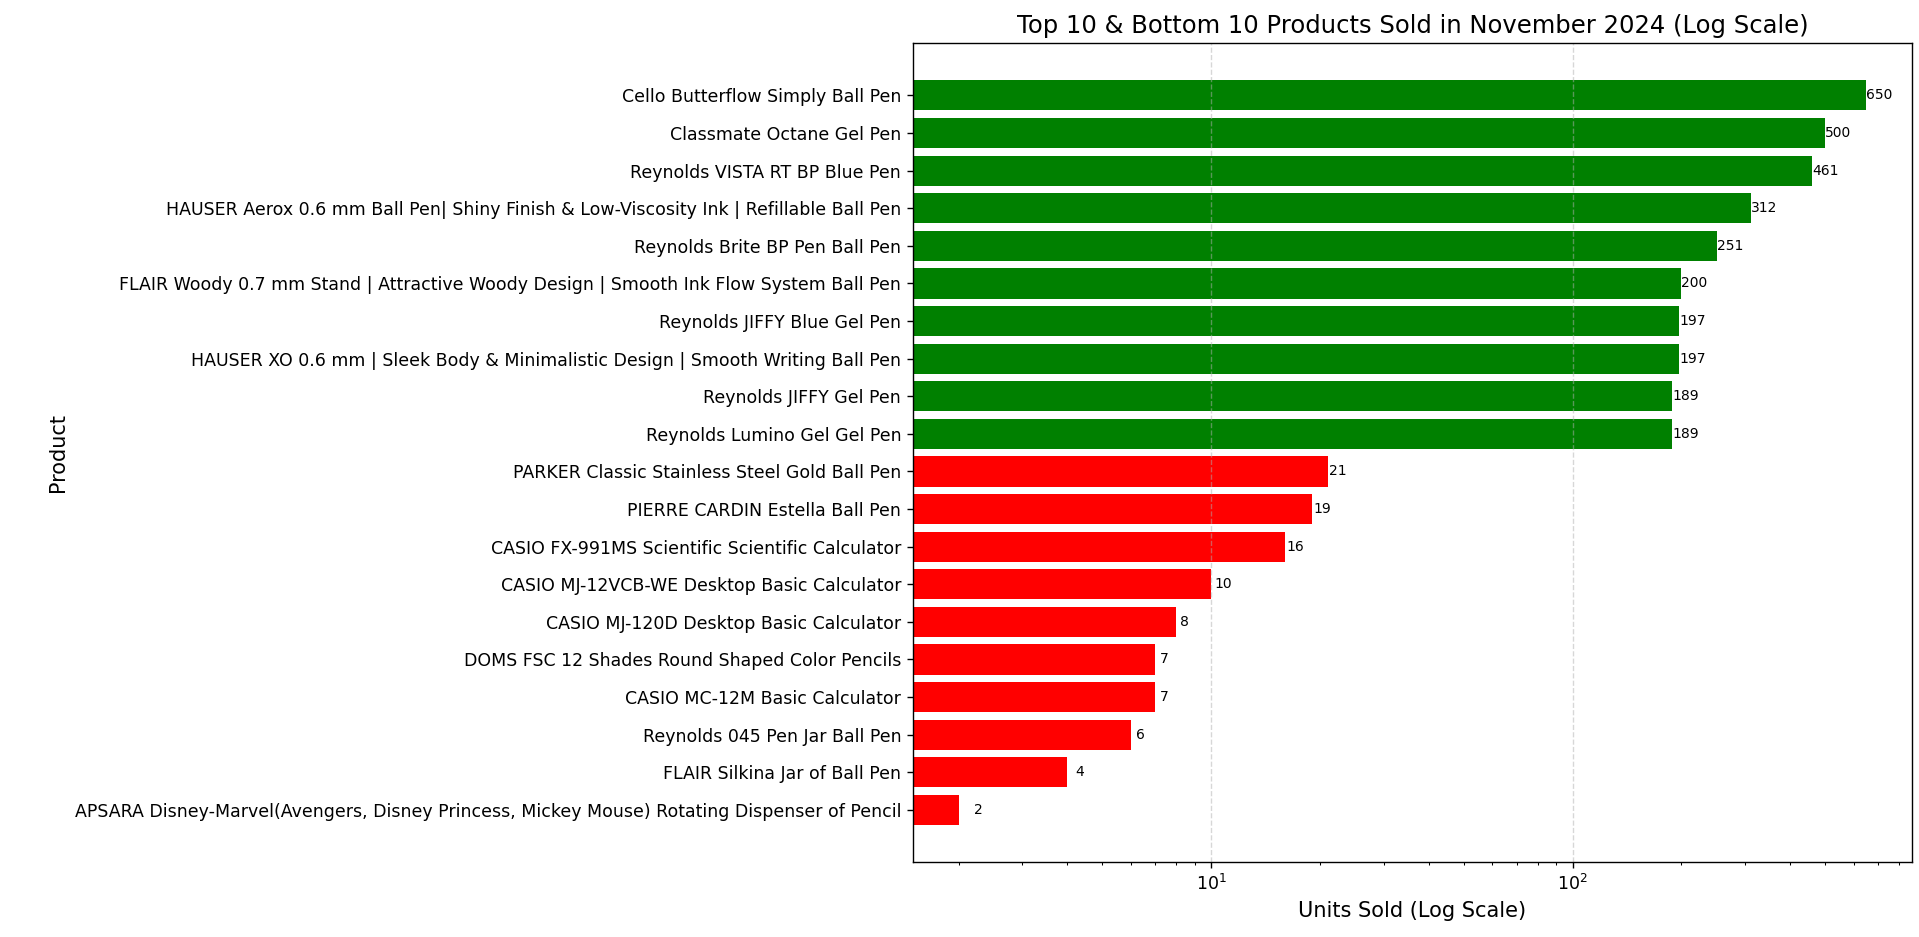 Top 10 & Bottom 10 Products Sold in November 2024 (Log Scale)
Cello Butterflow Simply Ball Pen 650
Classmate Octane Gel Pen 500
Reynolds VISTA RT BP Blue Pen 461
HAUSER Aerox 0.6 mm Ball Pen| Shiny Finish & Low-Viscosity Ink | Refillable Ball Pen 312
Reynolds Brite BP Pen Ball Pen 251
FLAIR Woody 0.7 mm Stand | Attractive Woody Design | Smooth Ink Flow System Ball Pen 200
Reynolds JIFFY Blue Gel Pen 197
HAUSER XO 0.6 mm | Sleek Body & Minimalistic Design | Smooth Writing Ball Pen 197
Reynolds JIFFY Gel Pen 189
Reynolds Lumino Gel Gel Pen 189
PARKER Classic Stainless Steel Gold Ball Pen 21
PIERRE CARDIN Estella Ball Pen 19
CASIO FX-991MS Scientific Scientific Calculator 16
CASIO MJ-12VCB-WE Desktop Basic Calculator 10
CASIO MJ-120D Desktop Basic Calculator 8
DOMS FSC 12 Shades Round Shaped Color Pencils 7
CASIO MC-12M Basic Calculator 7
Reynolds 045 Pen Jar Ball Pen 6
FLAIR Silkina Jar of Ball Pen 4
APSARA Disney-Marvel(Avengers, Disney Princess, Mickey Mouse) Rotating Dispenser of Pencil 2
Product
10¹ 10²
Units Sold (Log Scale)